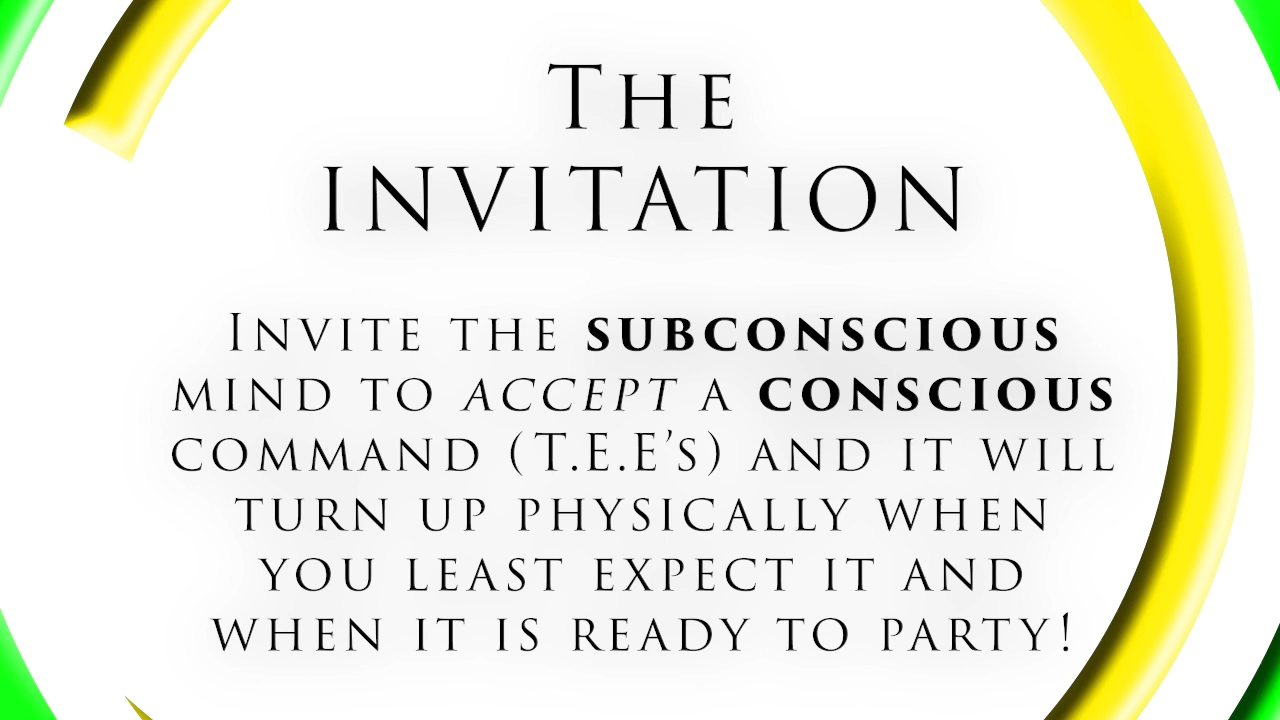 The
INVITATION
Invite the subconscious
mind to accept a conscious
command (T.E.E's) and it will
turn up physically when
you least expect it and
when it is ready to party!